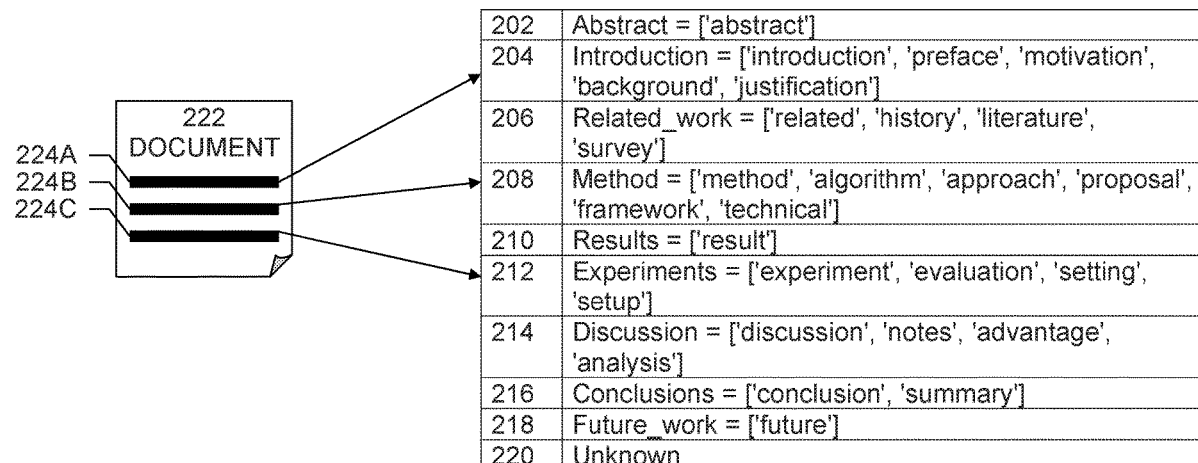 222
DOCUMENT
224A
224B
224C
202 Abstract = ['abstract']
204 Introduction = ['introduction', 'preface', 'motivation',
'background', 'justification']
206 Related_work = ['related', 'history', 'literature',
'survey']
208 Method = ['method', 'algorithm', 'approach', 'proposal',
'framework', 'technical']
210 Results = ['result']
212 Experiments = ['experiment', 'evaluation', 'setting',
'setup']
214 Discussion = ['discussion', 'notes', 'advantage',
'analysis']
216 Conclusions = ['conclusion', 'summary']
218 Future_work = ['future']
220 Unknown